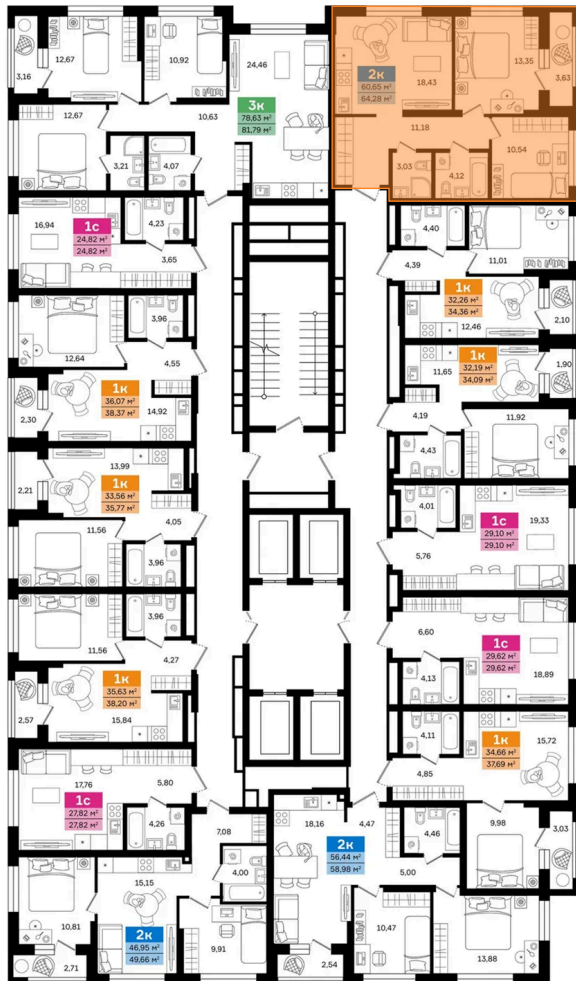 3,16
12,67
10,92
24,46
3к
78,63 м²
81,79 м²
12,67
10,63
3,21
4,07
2к
60,65 м²
64,28 м²
18,43
13,35
3,63
11,18
3,03
4,12
10,54
16,94
1с
24,82 м²
24,82 м²
4,23
3,65
4,40
4,39
11,01
1к
32,26 м²
34,36 м²
12,46
2,10
12,64
3,96
4,55
1к
36,07 м²
38,37 м²
14,92
2,30
11,65
1к
32,19 м²
34,09 м²
1,90
4,19
4,43
11,92
13,99
1к
33,56 м²
35,77 м²
2,21
4,05
11,56
3,96
4,01
1с
29,10 м²
29,10 м²
19,33
5,76
11,56
3,96
4,27
1к
35,63 м²
38,20 м²
2,57
15,84
6,60
1с
29,62 м²
29,62 м²
4,13
18,89
4,11
1к
34,66 м²
37,69 м²
15,72
4,85
17,76
5,80
1с
27,82 м²
27,82 м²
4,26
7,08
4,00
15,15
10,81
2к
46,95 м²
49,66 м²
9,91
2,71
18,16
4,47
2к
56,44 м²
58,98 м²
4,46
5,00
9,98
3,03
10,47
2,54
13,88